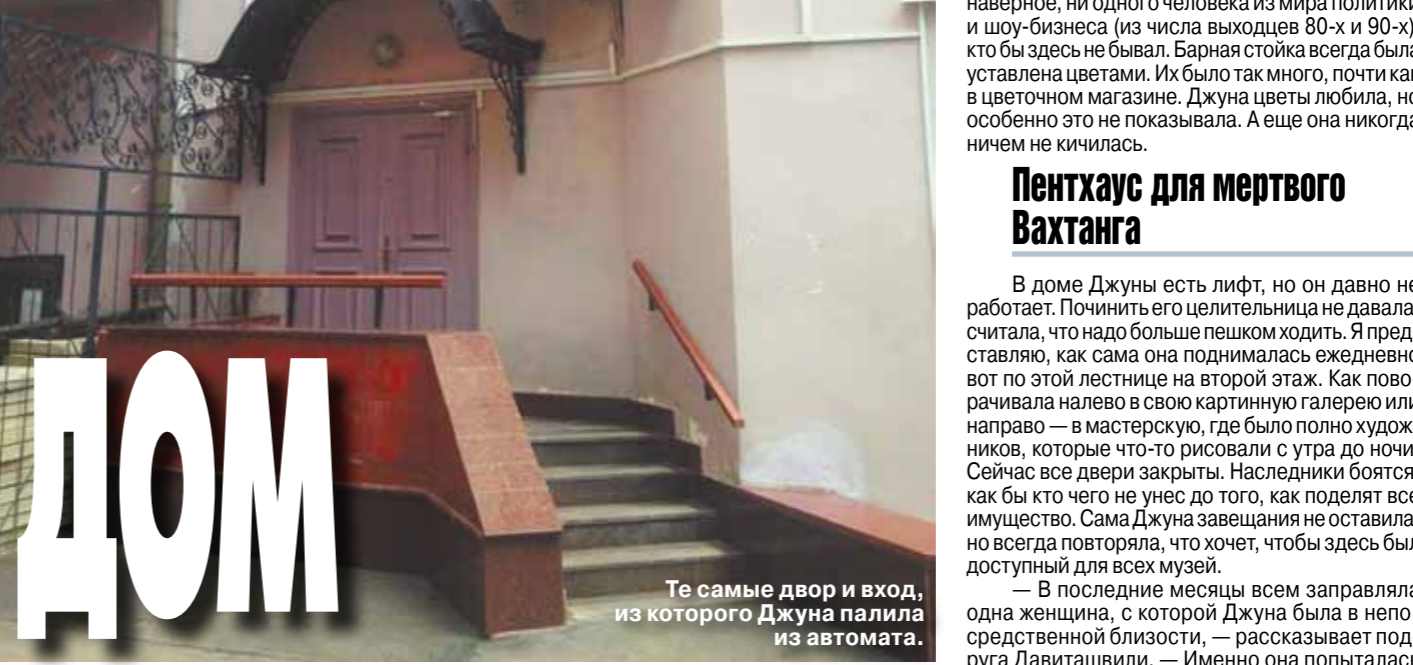 ДОМ
Те самые двор и вход,
из которого Джуна палила
из автомата.
наверное, ни одного человека из мира политики
и шоу-бизнеса (из числа выходцев 80-х и 90-х)
кто бы здесь не бывал. Барная стойка всегда была
уставлена цветами. Их было так много, почти как
в цветочном магазине. Джуна цветы любила, но
особенно это не показывала. А еще она никогда
ничем не кичилась.
Пентхаус для мертвого
Вахтанга
В доме Джуны есть лифт, но он давно не
работает. Починить его целительница не давала
считала, что надо больше пешком ходить. Я пред
ставляю, как сама она поднималась ежедневно
вот по этой лестнице на второй этаж. Как пово
рачивала налево в свою картинную галерею или
направо — в мастерскую, где было полно худож
ников, которые что-то рисовали с утра до ночи
Сейчас все двери закрыты. Наследники боятся
как бы кто чего не унес до того, как поделят все
имущество. Сама Джуна завещания не оставила
но всегда повторяла, что хочет, чтобы здесь был
доступный для всех музей.
— В последние месяцы всем заправляла
одна женщина, с которой Джуна была в непо
средственной близости, — рассказывает под
руга Давиташвили. — Именно она попыталась